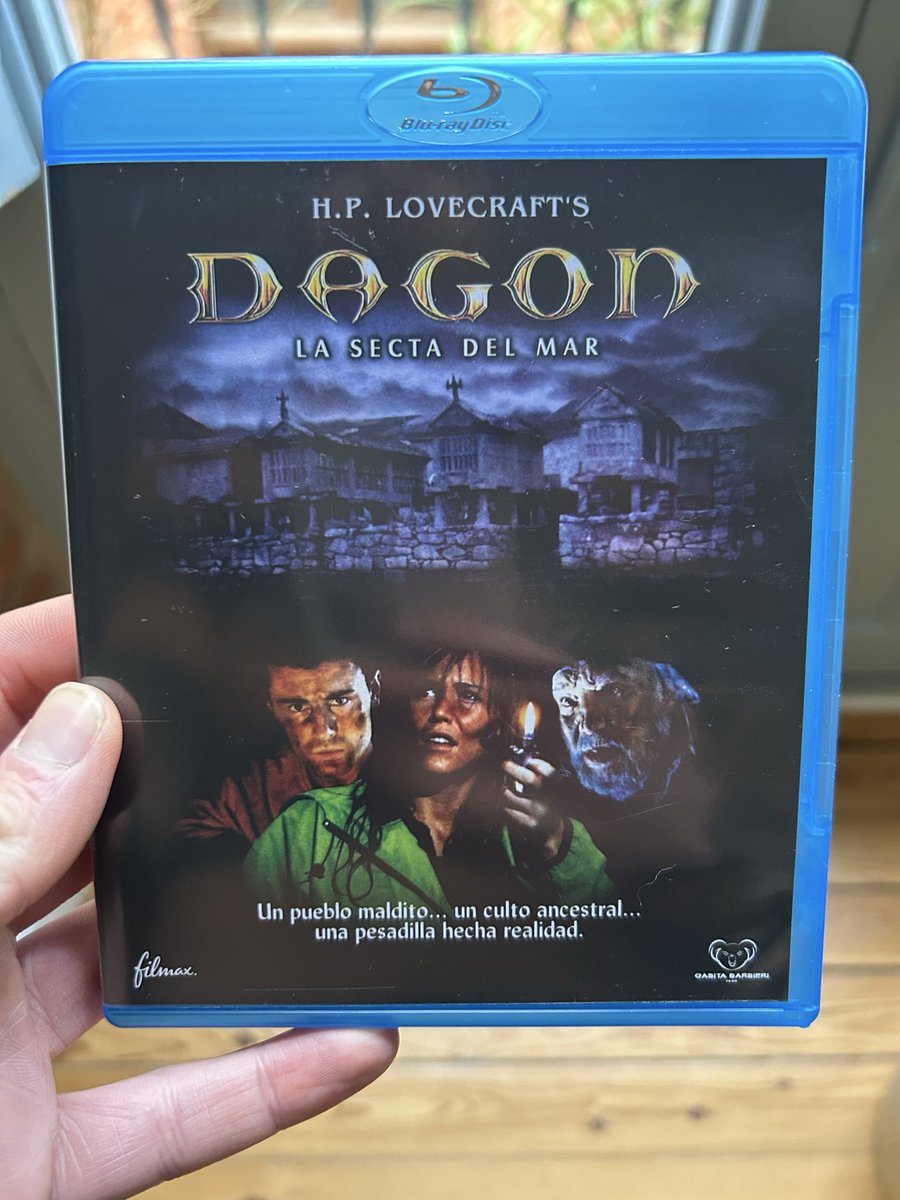 Blu-ray Disc
H.P. LOVECRAFT'S
DAGON
LA SECTA DEL MAR
Un pueblo maldito... un culto ancestral...
una pesadilla hecha realidad.
filmax.
GABITA BARBIERI